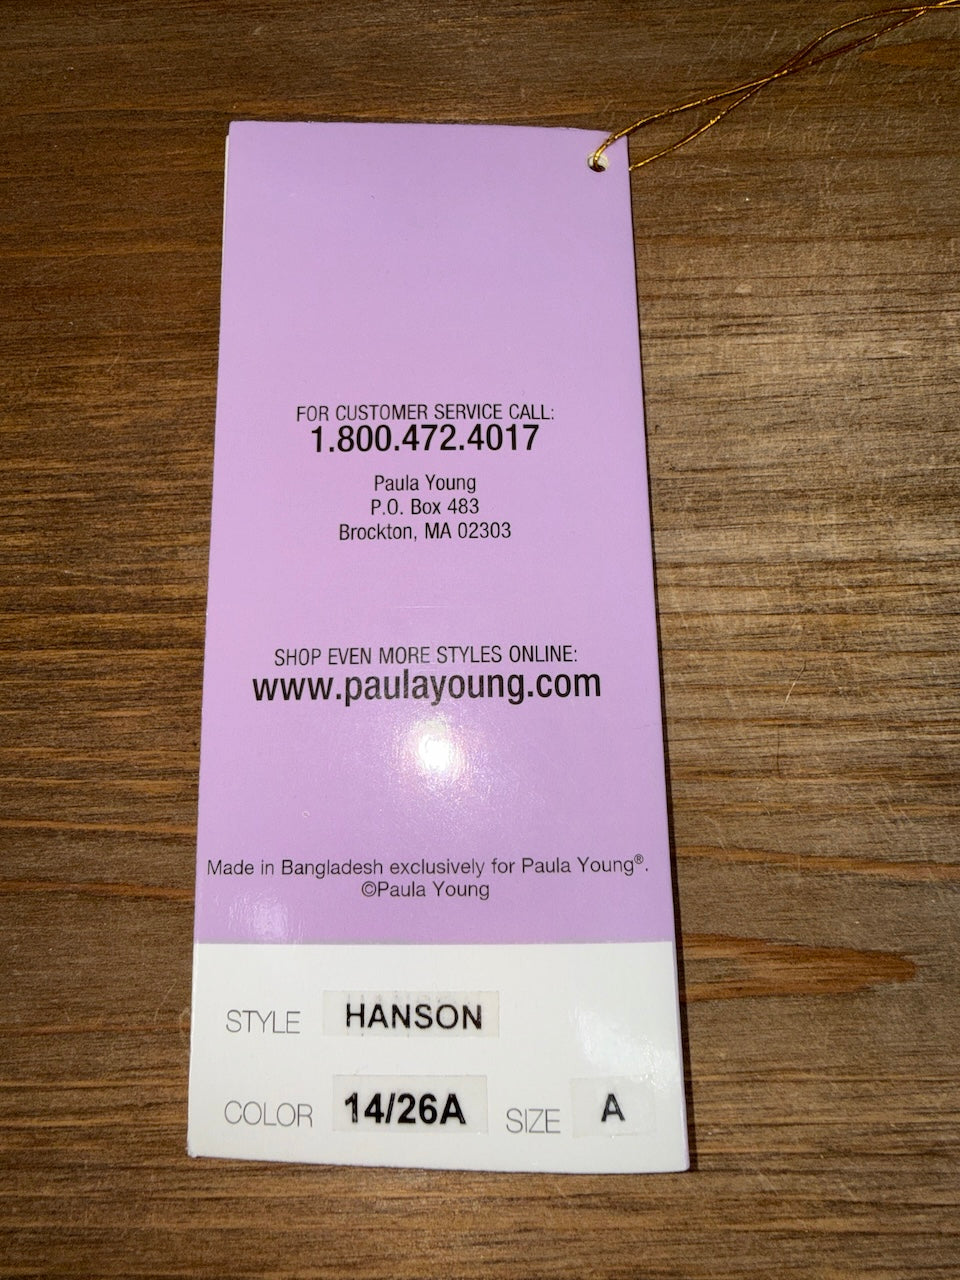 FOR CUSTOMER SERVICE CALL:
1.800.472.4017
Paula Young
P.O. Box 483
Brockton, MA 02303
SHOP EVEN MORE STYLES ONLINE:
www.paulayoung.com
Made in Bangladesh exclusively for Paula Young®.
©Paula Young
STYLE HANSON
COLOR 14/26A SIZE A